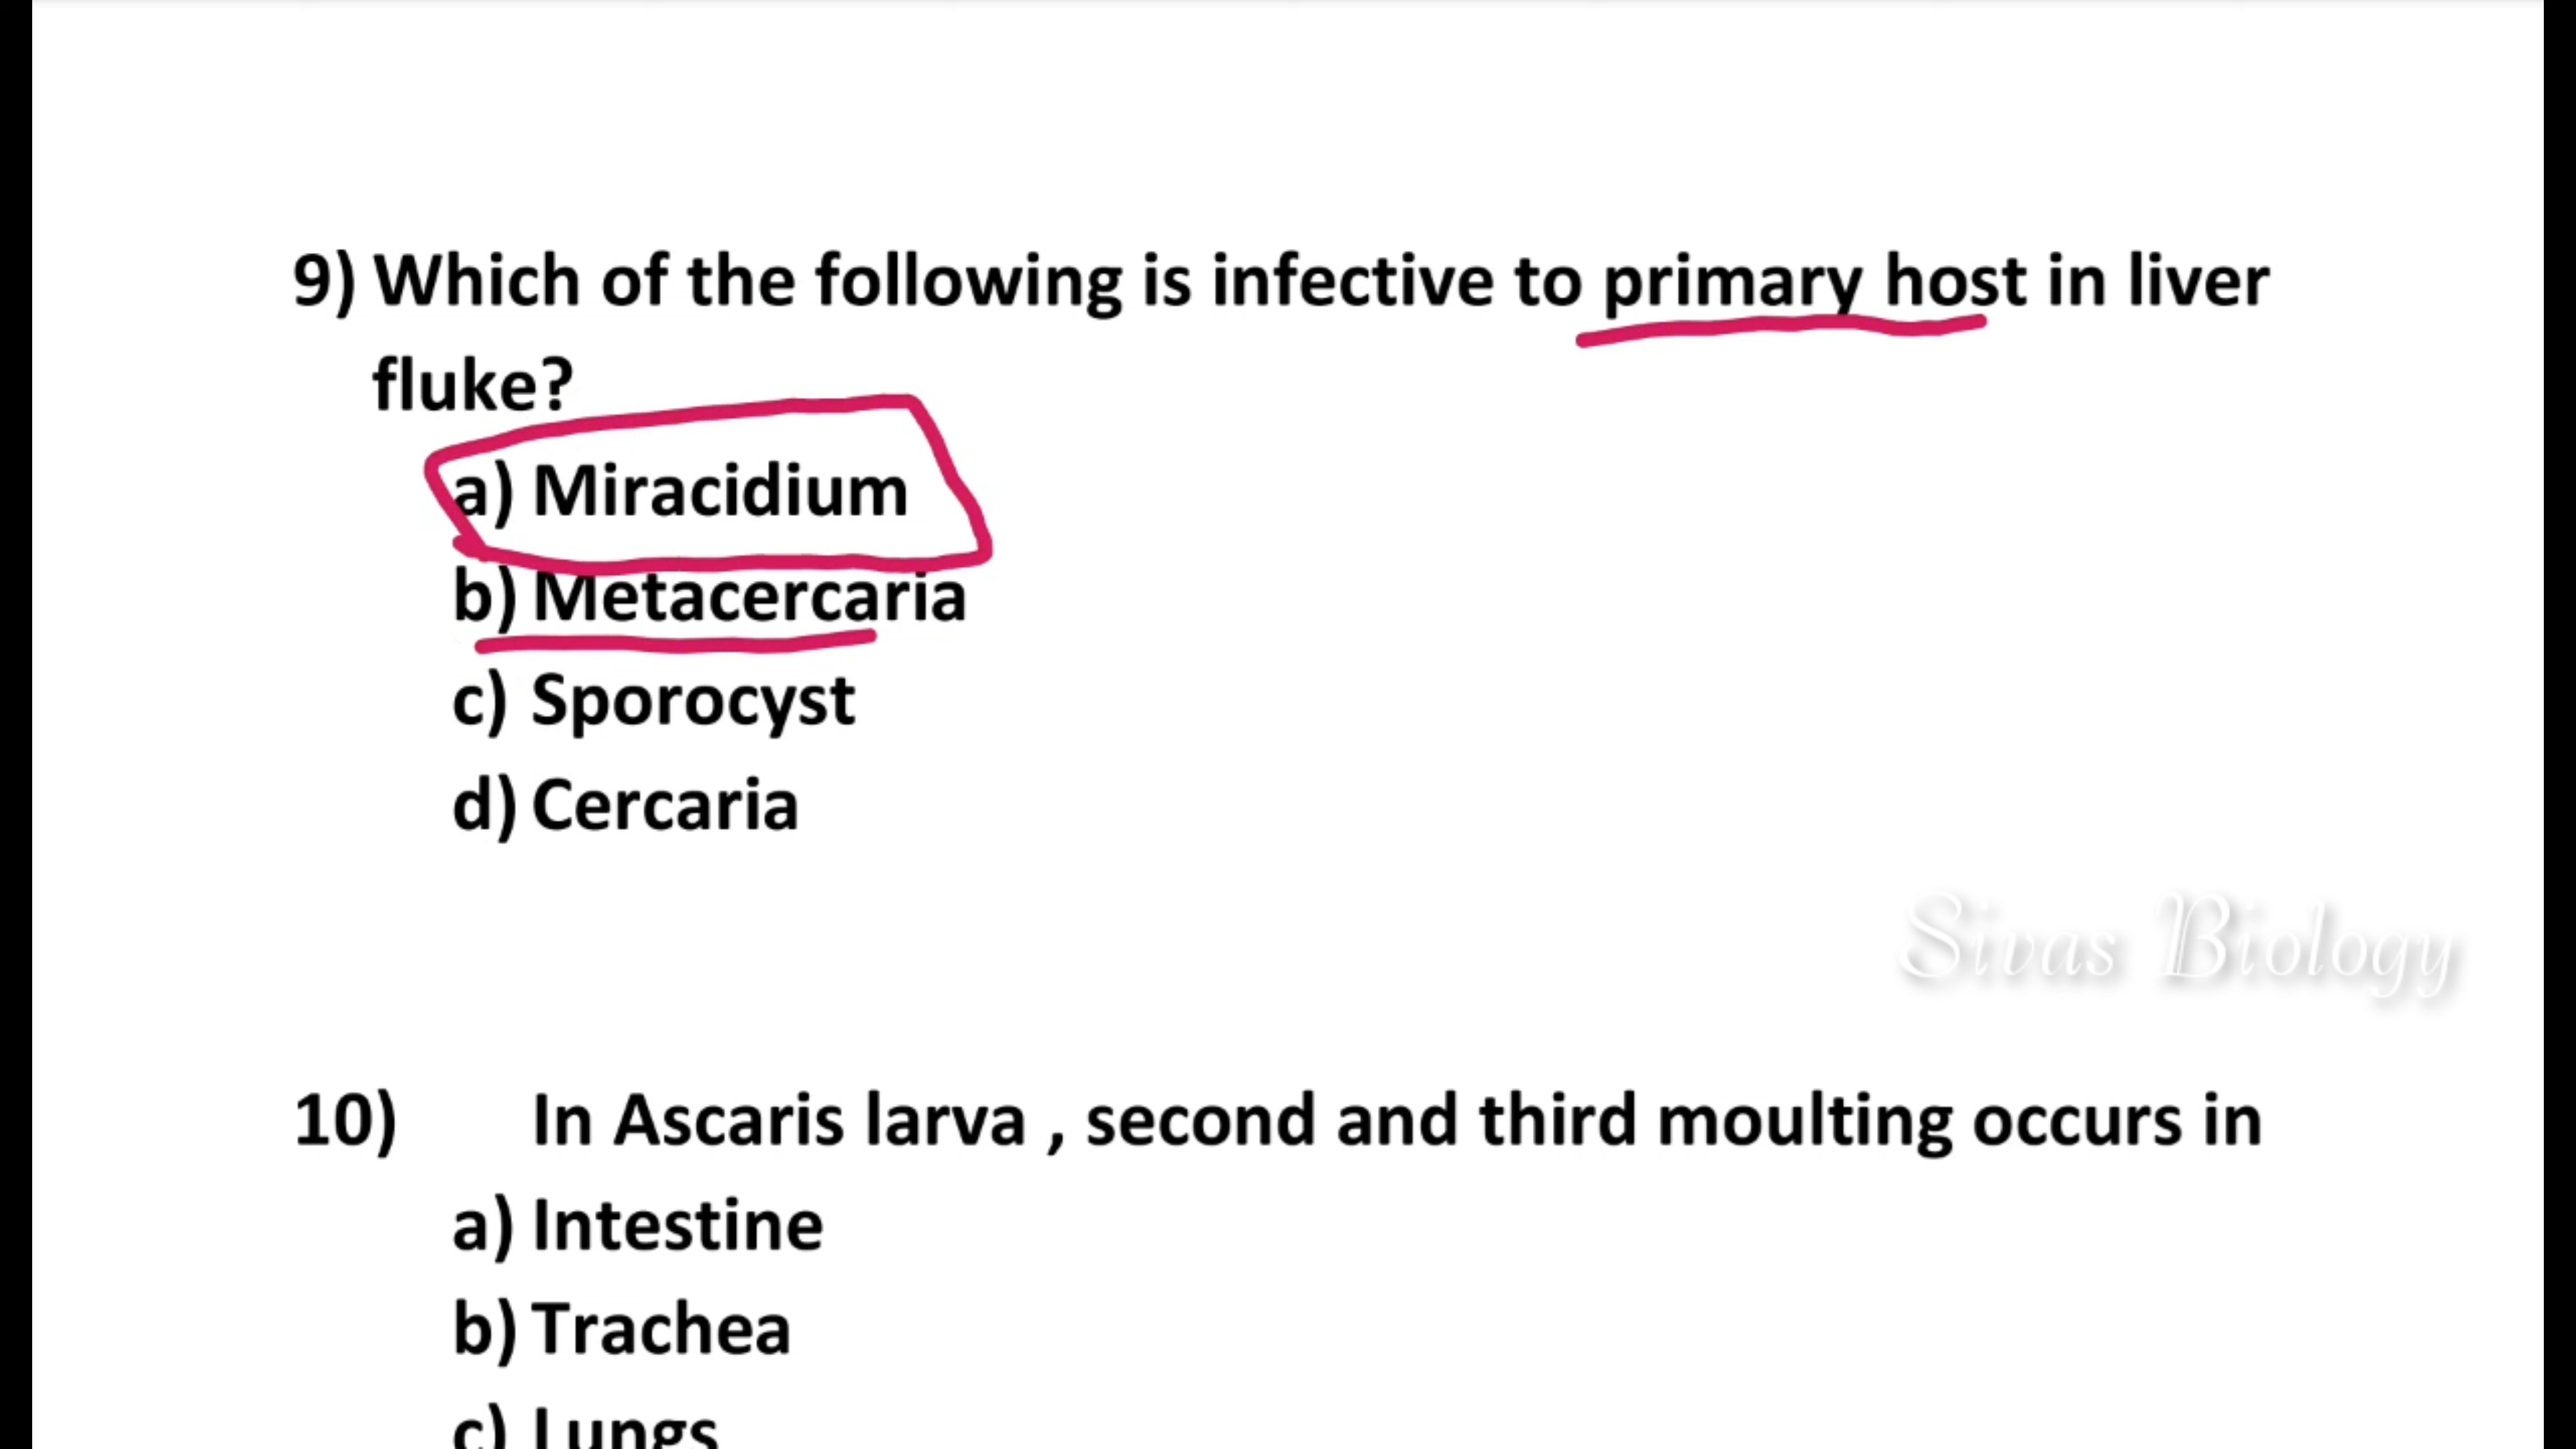 9) Which of the following is infective to primary host in liver
fluke?
a) Miracidium
b) Metacercaria
c) Sporocyst
d) Cercaria
Sivas Biology
10) In Ascaris larva , second and third moulting occurs in
a) Intestine
b) Trachea
c) Lungs